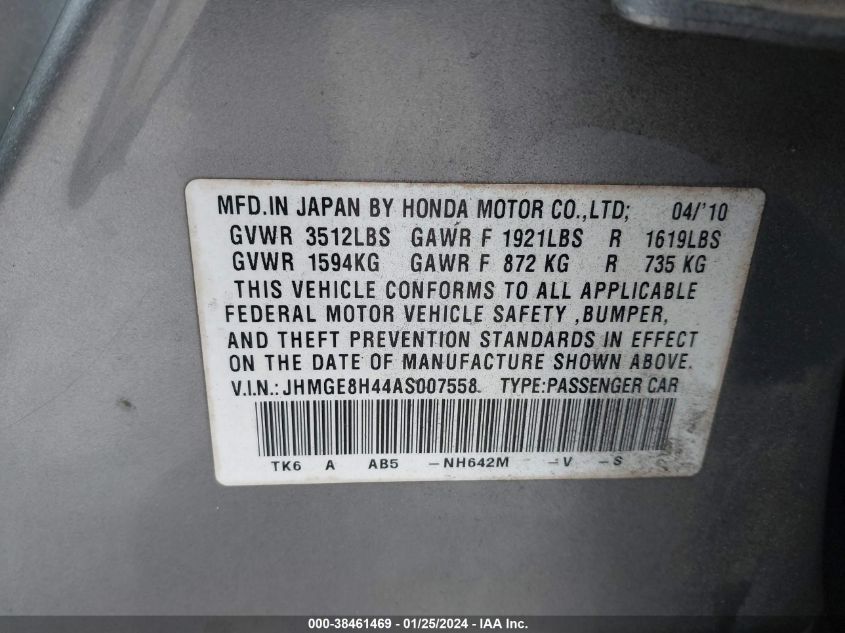 MFD.IN JAPAN BY HONDA MOTOR CO.,LTD; 04/'10
GVWR 3512LBS GAWR F 1921LBS R 1619LBS
GVWR 1594KG GAWR F 872 KG R 735 KG
THIS VEHICLE CONFORMS TO ALL APPLICABLE
FEDERAL MOTOR VEHICLE SAFETY ,BUMPER,
AND THEFT PREVENTION STANDARDS IN EFFECT
ON THE DATE OF MANUFACTURE SHOWN ABOVE.
V.I.N.: JHMGE8H44AS007558 TYPE:PASSENGER CAR
TK6 A AB5 -NH642M -V -S
000-38461469 - 01/25/2024 - IAA Inc.